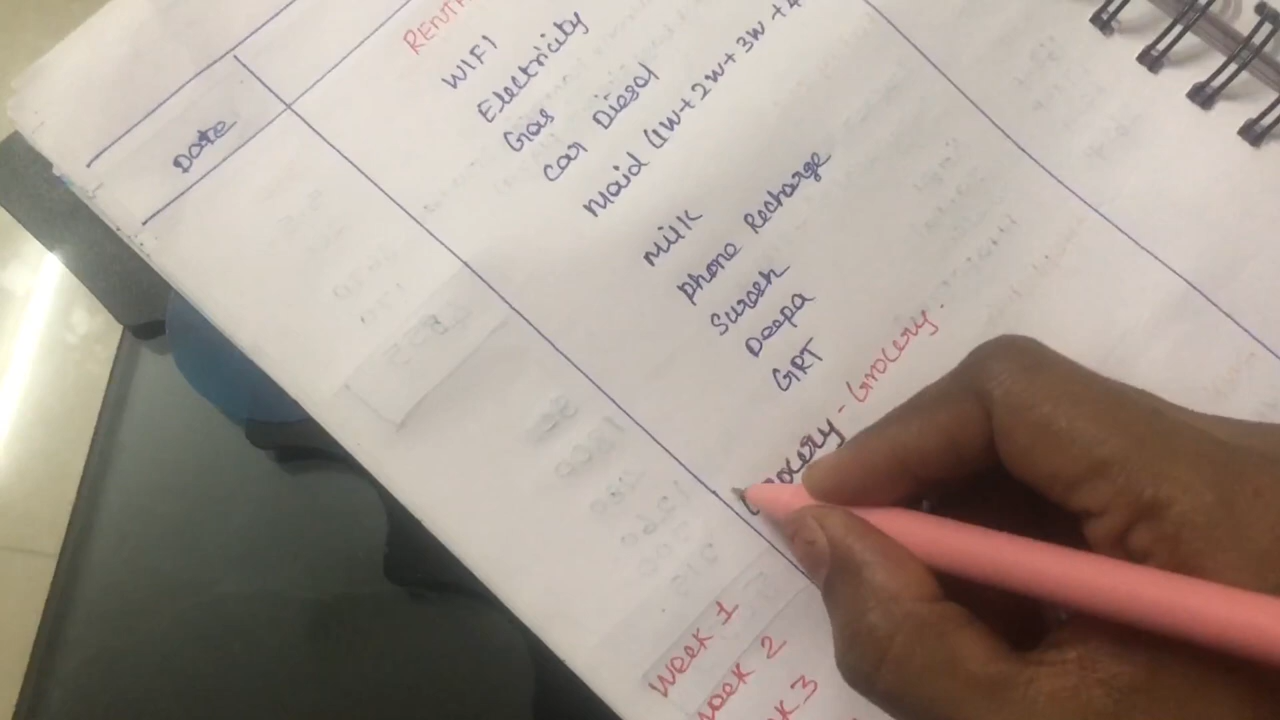 Date
WIFI
Electricity
Gas
Car Diesel
Maid (1w+2w+3w+4
Milk
Phone Recharge
Suresh
Deepa
GRT
Grocery - Grocery.
Week 1
Week 2